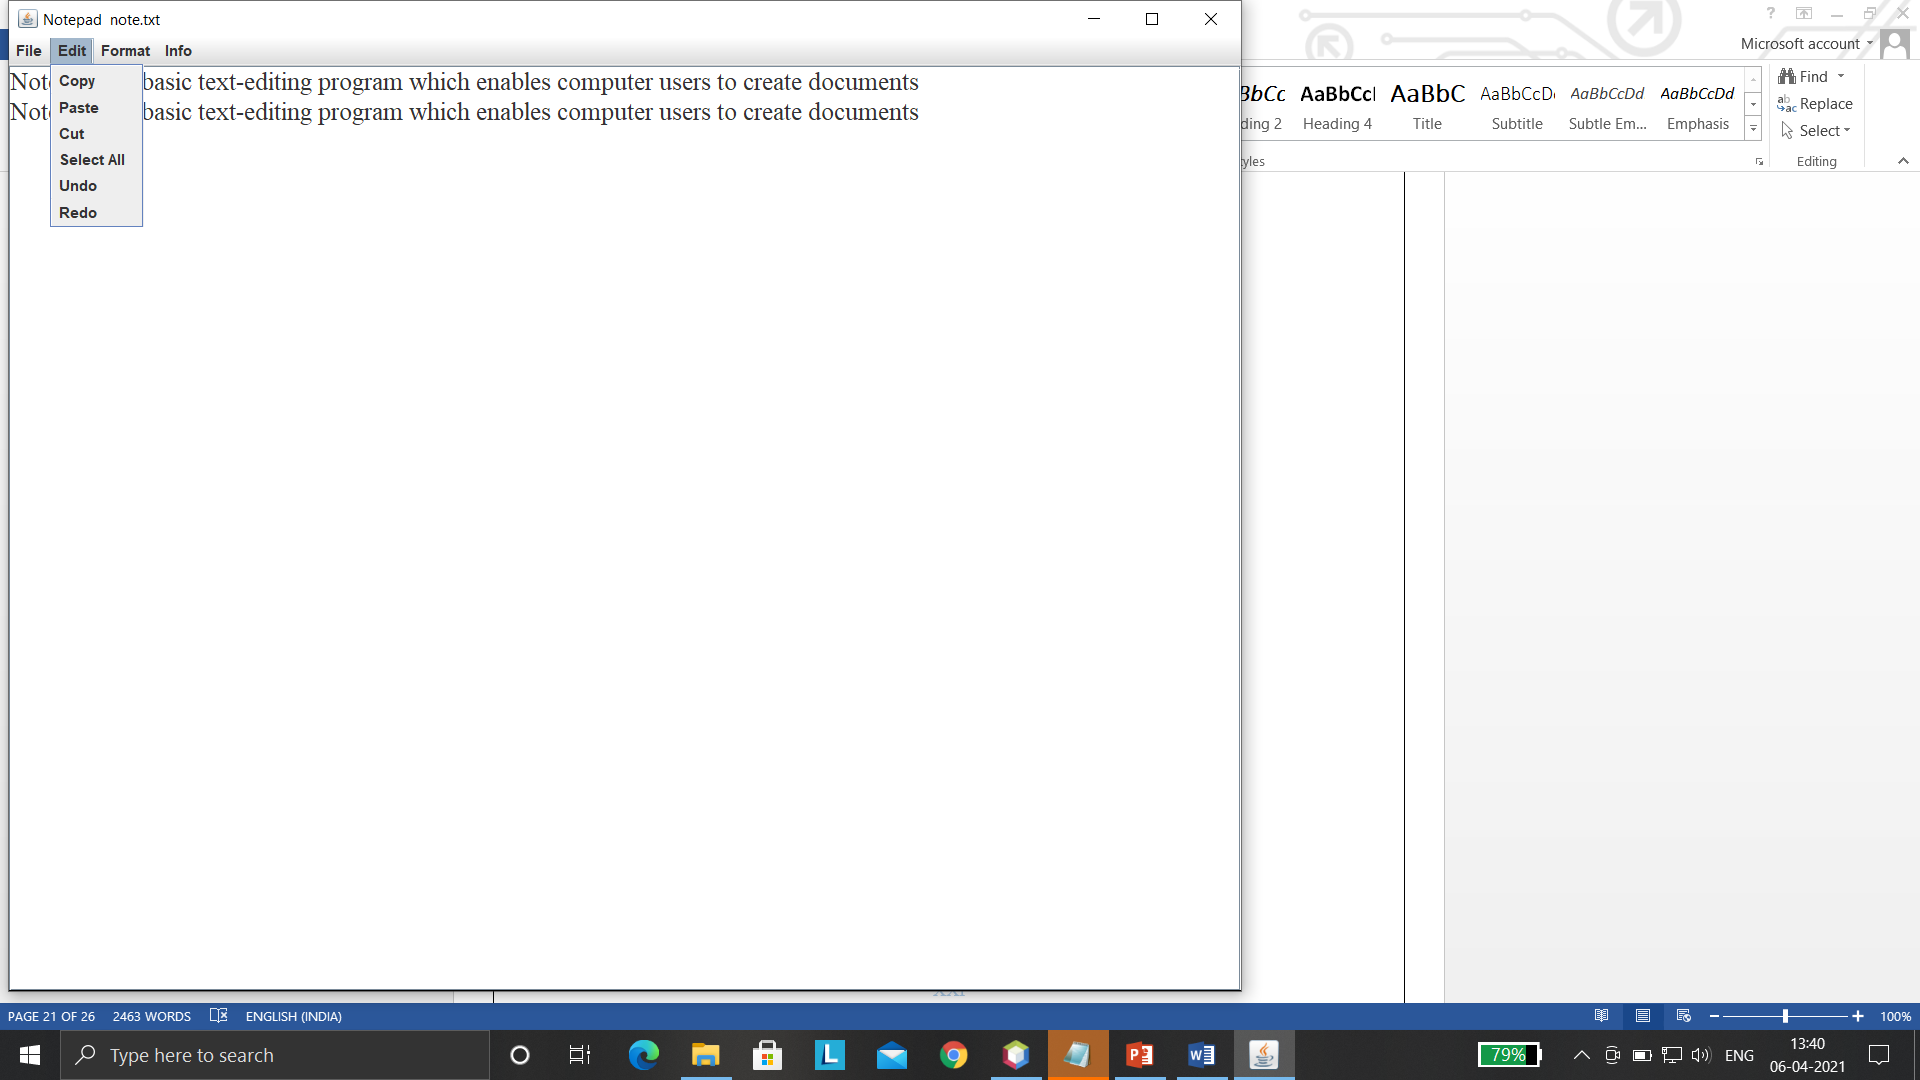 Notepad note.txt
File Edit Format Info
Copy
Paste
Cut
Select All
Undo
Redo
basic text-editing program which enables computer users to create documents
basic text-editing program which enables computer users to create documents
Microsoft account
AaBbCcI AaBbC AaBbCcD AaBbCcDd AaBbCcDd
ding 2 Heading 4 Title Subtitle Subtle Em... Emphasis
yles
Find
Replace
Select
Editing
PAGE 21 OF 26 2463 WORDS ENGLISH (INDIA)
100%
Type here to search
79%
ENG
13:40
06-04-2021